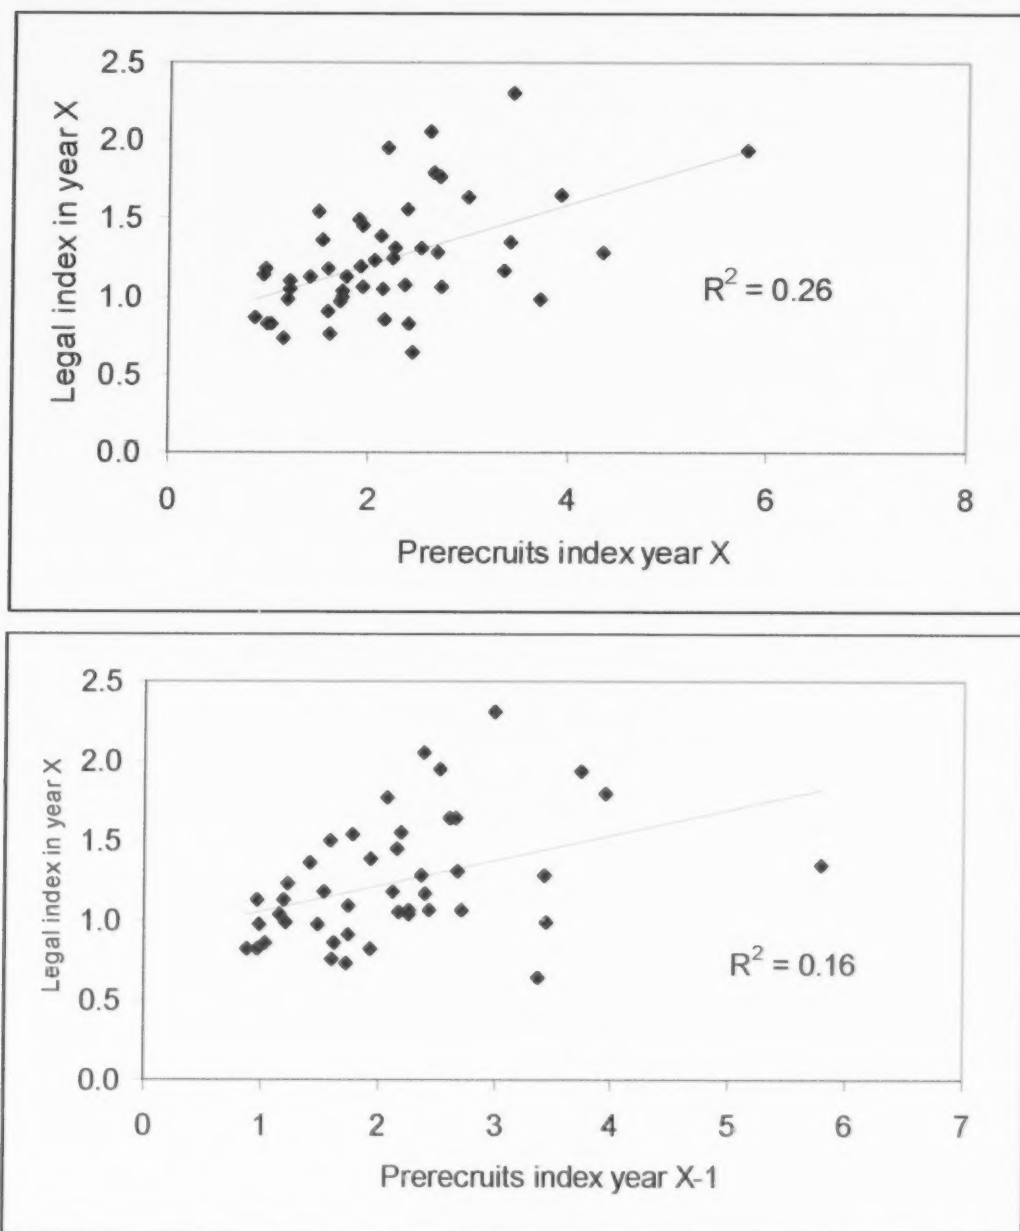 2.5
2.0
1.5
1.0
0.5
0.0
Legal index in year X
R² = 0.26
0 2 4 6 8
Prerecruits index year X
2.5
2.0
1.5
1.0
0.5
0.0
Legal index in year X
R² = 0.16
0 1 2 3 4 5 6 7
Prerecruits index year X-1